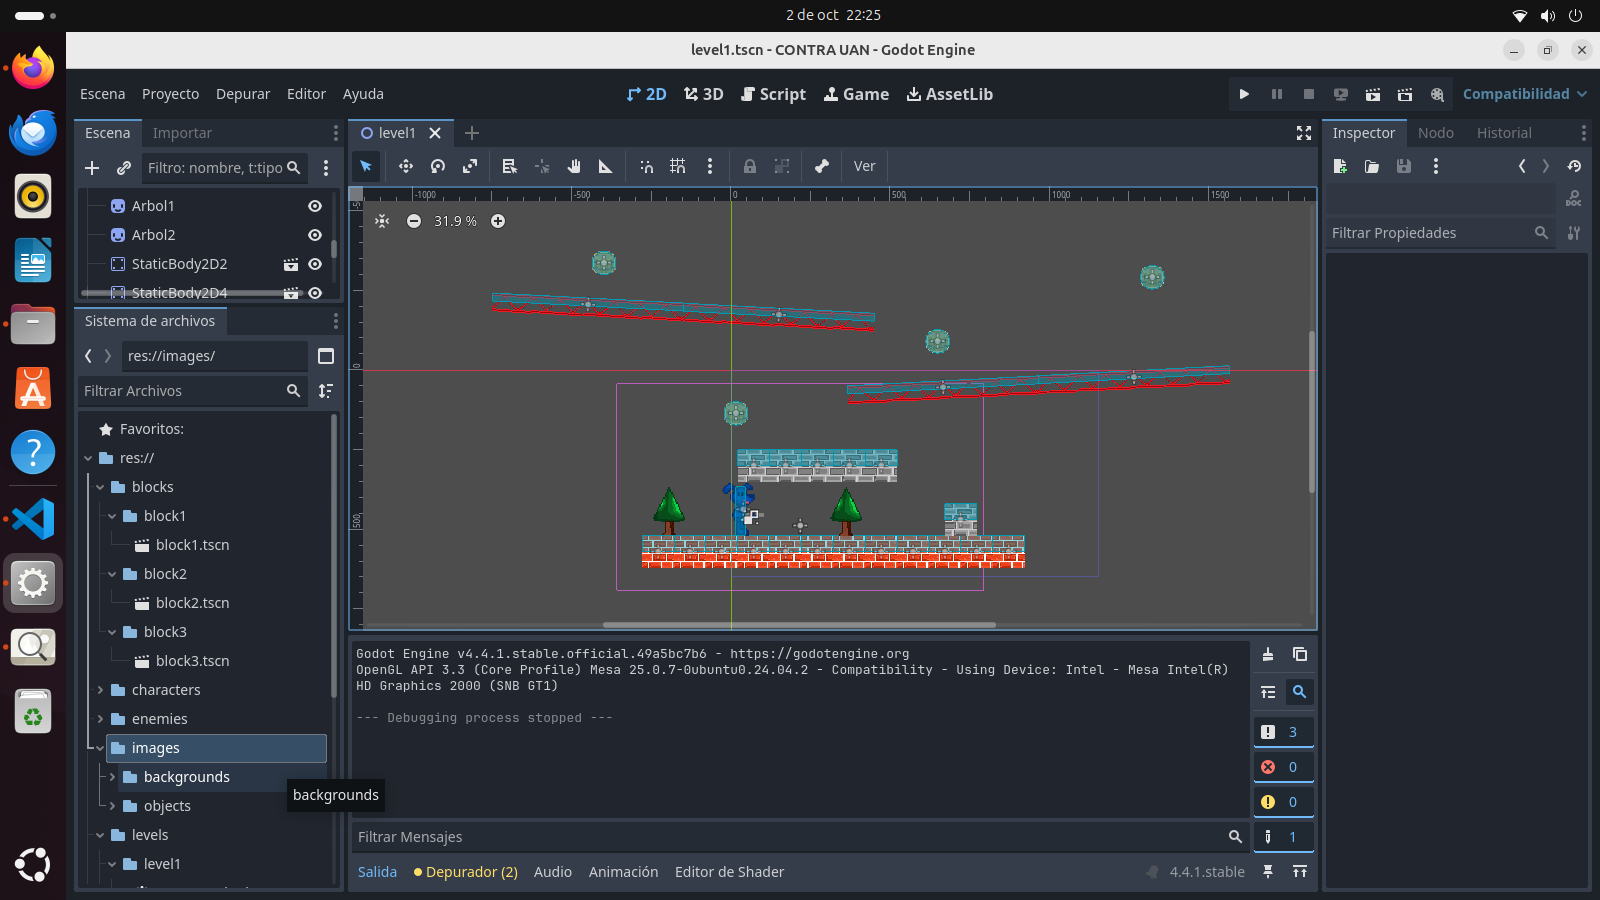 2 de oct 22:25
level1.tscn - CONTRA UAN - Godot Engine
Escena Proyecto Depurar Editor Ayuda
2D 3D Script Game AssetLib
Compatibilidad
Escena Importar
Filtro: nombre, t:tipo
Arbol1
Arbol2
StaticBody2D2
StaticBody2D4
Sistema de archivos
res://images/
Filtrar Archivos
Favoritos:
res://
blocks
block1
block1.tscn
block2
block2.tscn
block3
block3.tscn
characters
enemies
images
backgrounds
backgrounds
objects
levels
level1
level1
Ver
-1000 -500 0 500 1000 1500
0
500
31.9 %
Godot Engine v4.4.1.stable.official.49a5bc7b6 - https://godotengine.org
OpenGL API 3.3 (Core Profile) Mesa 25.0.7-0ubuntu0.24.04.2 - Compatibility - Using Device: Intel - Mesa Intel(R)
HD Graphics 2000 (SNB GT1)
--- Debugging process stopped ---
3
0
0
1
Filtrar Mensajes
Salida Depurador (2) Audio Animación Editor de Shader
4.4.1.stable
Inspector Nodo Historial
DOC
Filtrar Propiedades